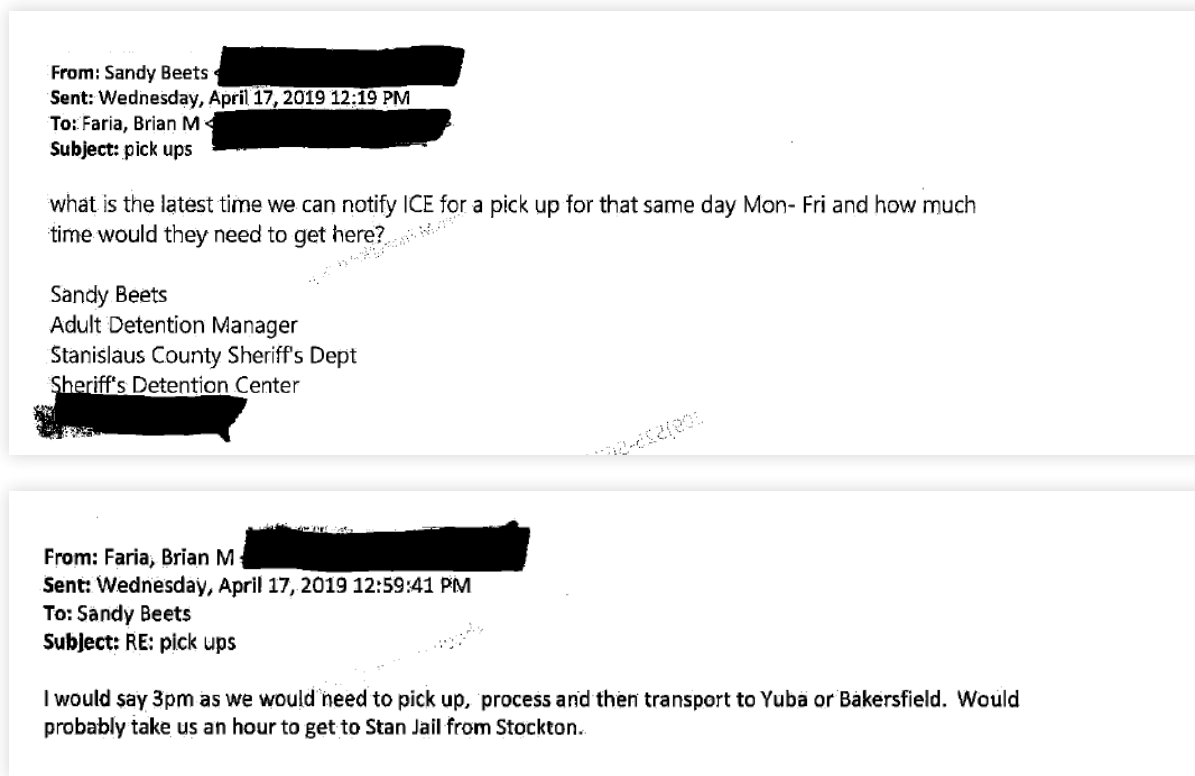 From: Sandy Beets <
Sent: Wednesday, April 17, 2019 12:19 PM
To: Faria, Brian M <
Subject: pick ups
what is the latest time we can notify ICE for a pick up for that same day Mon- Fri and how much
time would they need to get here?
Sandy Beets
Adult Detention Manager
Stanislaus County Sheriff's Dept
Sheriff's Detention Center
From: Faria, Brian M
Sent: Wednesday, April 17, 2019 12:59:41 PM
To: Sandy Beets
Subject: RE: pick ups
I would say 3pm as we would need to pick up, process and then transport to Yuba or Bakersfield. Would
probably take us an hour to get to Stan Jail from Stockton.